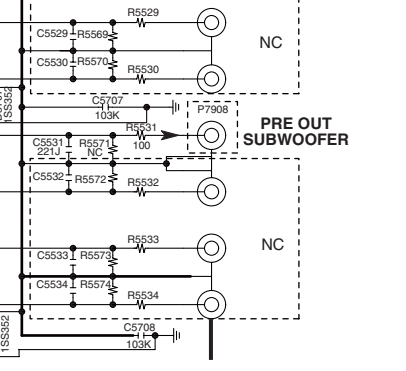 R5529
C5529 R5569
NC
C5530 R5570
R5530
1SS352
C5707
103K
P7908
R5531
100
PRE OUT
SUBWOOFER
C5531
221J
R5571
NC
C5532 R5572
R5532
R5533
C5533 R5573
NC
C5534 R5574
R5534
1SS352
C5708
103K